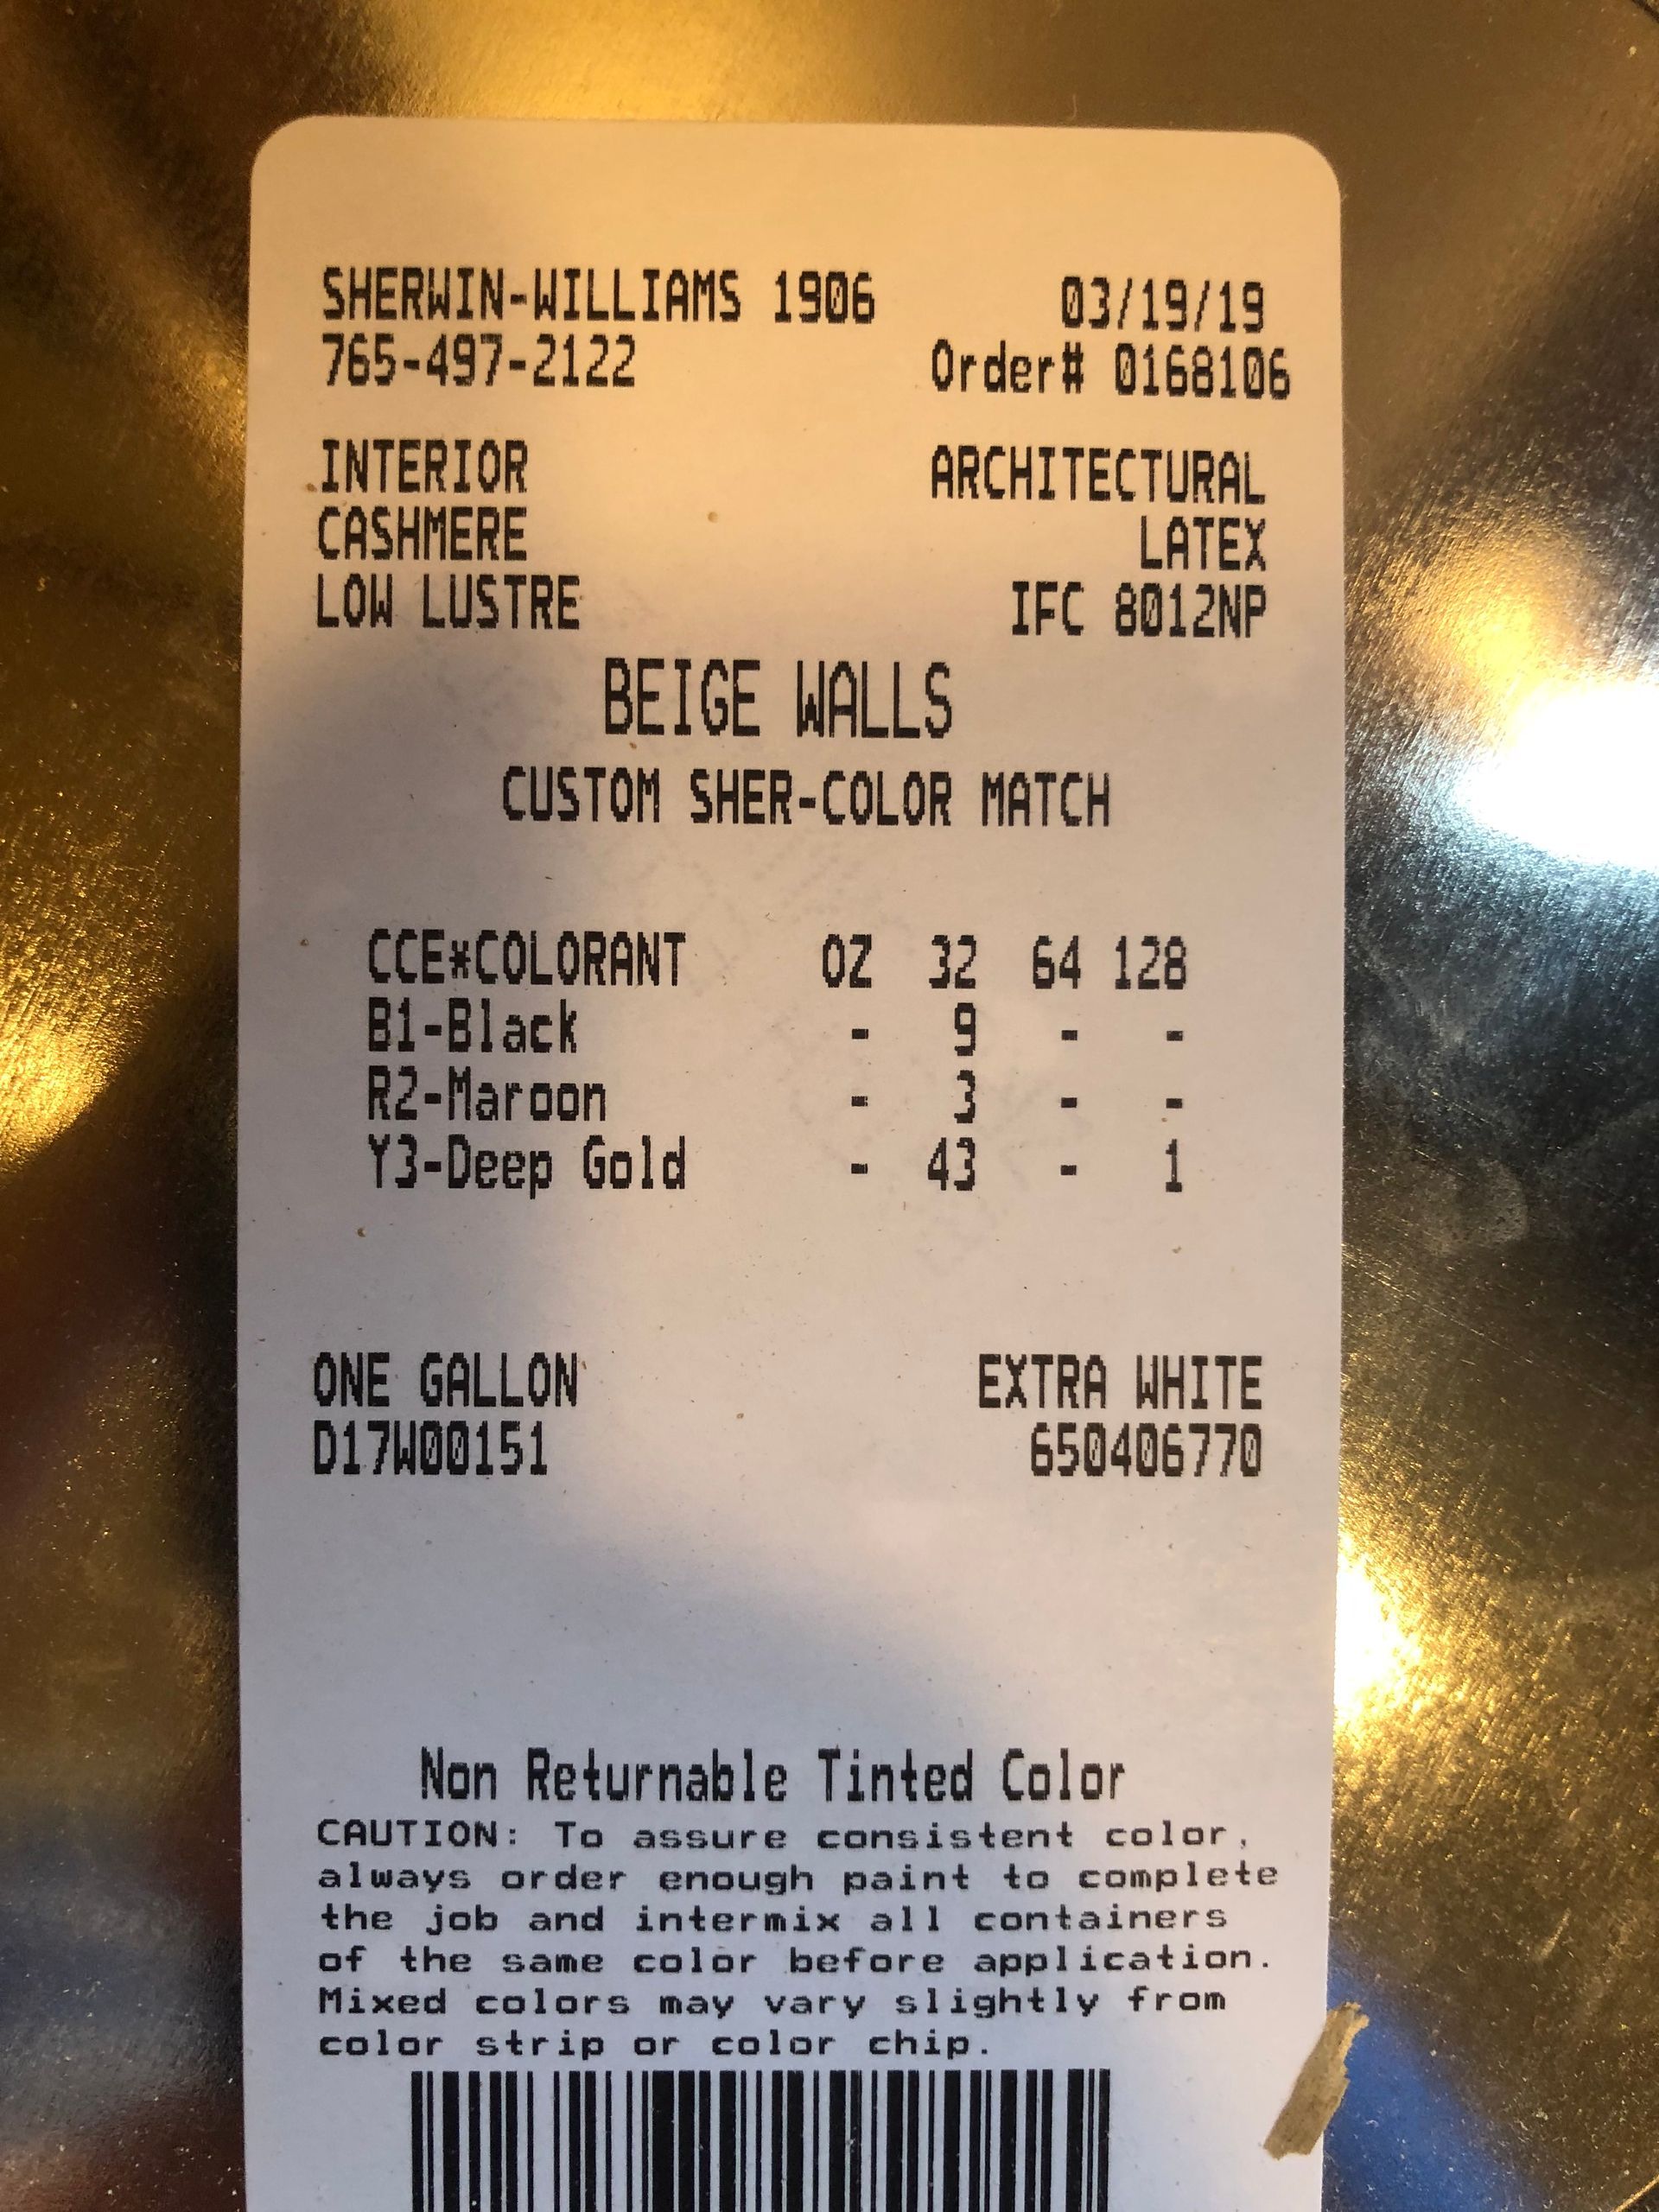 SHERWIN-WILLIAMS 1906 03/19/19
765-497-2122 Order# 0168106
INTERIOR ARCHITECTURAL
CASHMERE LATEX
LOW LUSTRE IFC 8012NP
BEIGE WALLS
CUSTOM SHER-COLOR MATCH
CCE*COLORANT OZ 32 64 128
B1-Black - 9 - -
R2-Maroon - 3 - -
Y3-Deep Gold - 43 - 1
ONE GALLON EXTRA WHITE
D17W00151 650406770
Non Returnable Tinted Color
CAUTION: To assure consistent color,
always order enough paint to complete
the job and intermix all containers
of the same color before application.
Mixed colors may vary slightly from
color strip or color chip.